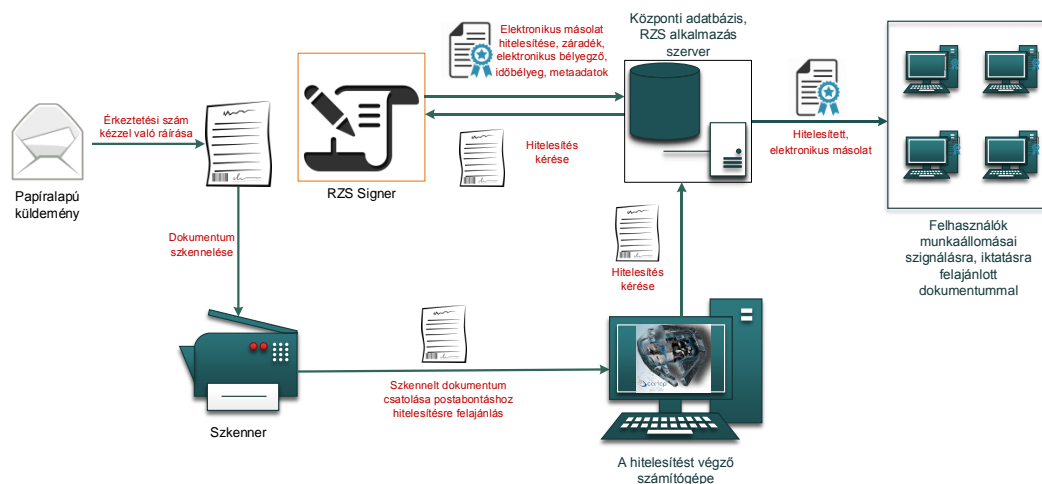 Elektronikus másolat
hitelesítése, záradék,
elektronikus bélyegző,
időbélyeg, metaadatok
Központi adatbázis,
RZS alkalmazás
szerver
Érkeztetési szám
kézzel való ráírása
Hitelesítés
kérése
Hitelesített,
elektronikus másolat
Papíralapú
küldemény
RZS Signer
Dokumentum
szkennelése
Hitelesítés
kérése
Felhasználók
munkaállomásai
szignálásra, iktatásra
felajánlott
dokumentummal
Szkennelt dokumentum
csatolása postabontáshoz
hitelesítésre felajánlás
Szkenner
A hitelesítést végző
számítógépe